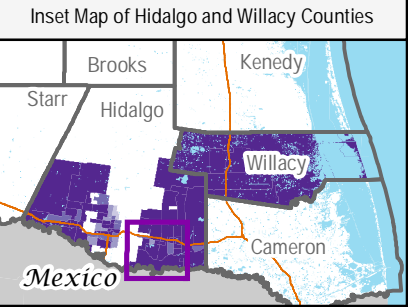 Inset Map of Hidalgo and Willacy Counties
Brooks
Kenedy
Starr
Hidalgo
Willacy
Cameron
Mexico